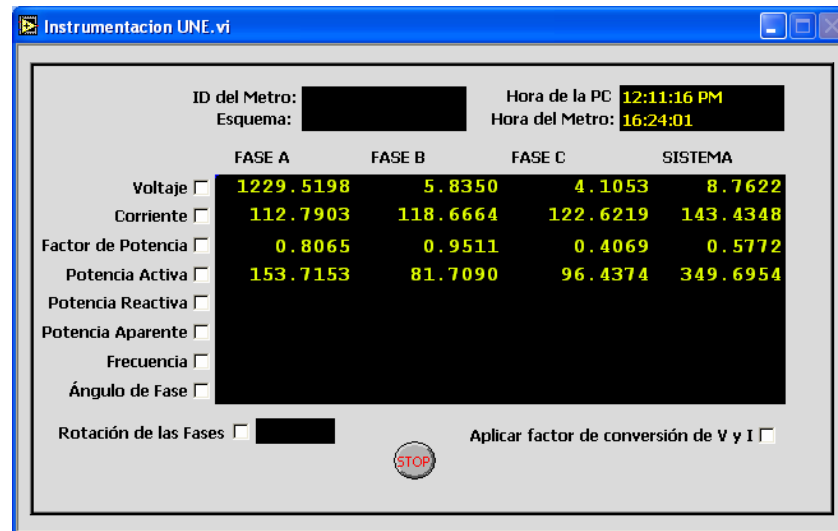 Instrumentacion UNE.vi
ID del Metro:
Esquema:
Hora de la PC 12:11:16 PM
Hora del Metro: 16:24:01
FASE A FASE B FASE C SISTEMA
Voltaje 1229.5198 5.8350 4.1053 8.7622
Corriente 112.7903 118.6664 122.6219 143.4348
Factor de Potencia 0.8065 0.9511 0.4069 0.5772
Potencia Activa 153.7153 81.7090 96.4374 349.6954
Potencia Reactiva
Potencia Aparente
Frecuencia
Ángulo de Fase
Rotación de las Fases
Aplicar factor de conversión de V y I
STOP